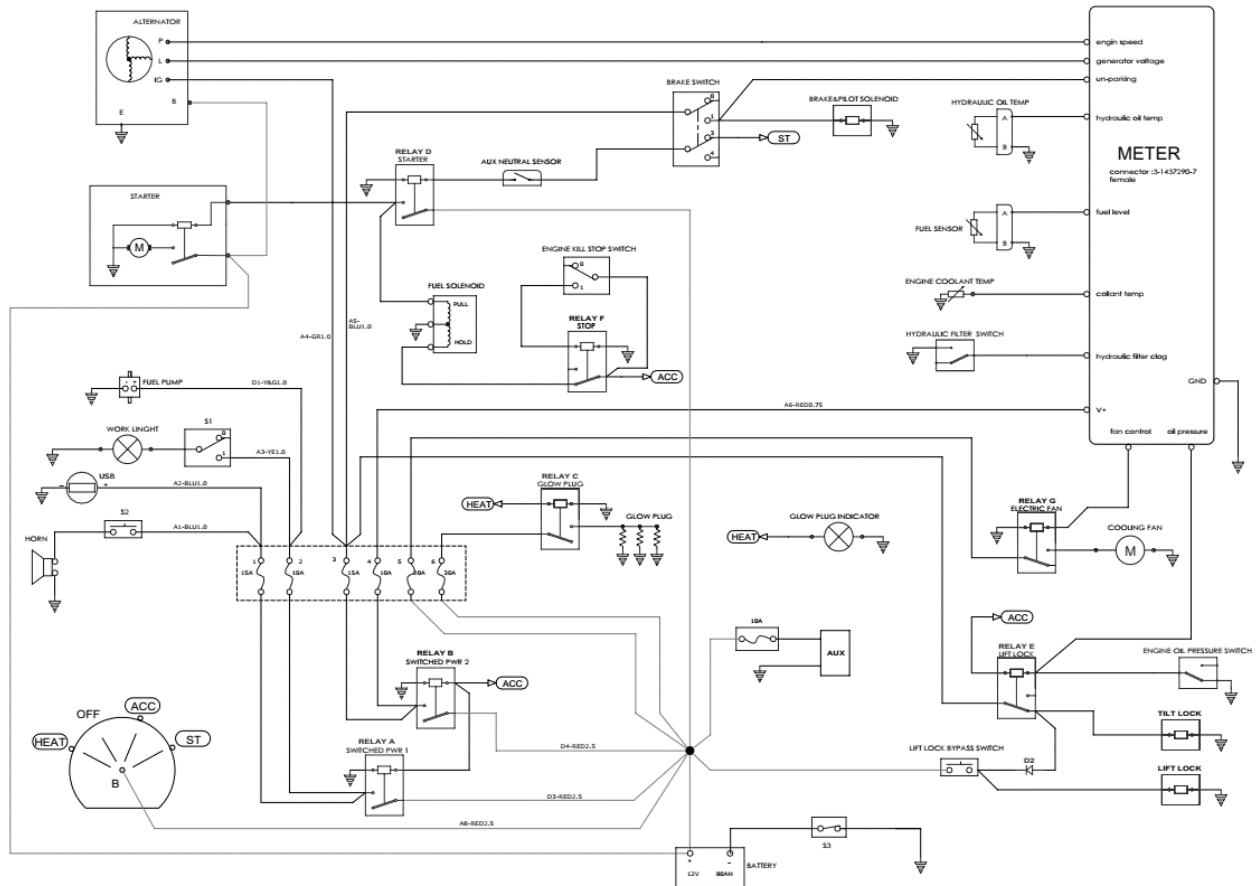 ALTERNATOR
P
L
IG
B
E
engin speed
generator voltage
un-parking
hydraulic oil temp
METER
connector :3-1437290-7
female
fuel level
collant temp
hydraulic filter clog
GND
V+
fan control
oil pressure
BRAKE SWITCH
0
1
3
4
ST
BRAKE&PILOT SOLENOID
HYDRAULIC OIL TEMP
A
B
FUEL SENSOR
A
B
ENGINE COOLANT TEMP
HYDRAULIC FILTER SWITCH
RELAY D
STARTER
AUX NEUTRAL SENSOR
STARTER
M
FUEL SOLENOID
PULL
HOLD
ENGINE KILL STOP SWITCH
0
1
RELAY F
STOP
ACC
A4-GR1.0
A5-
BLU1.0
FUEL PUMP
- +
D1-Y&G1.0
WORK LINGHT
S1
0
1
A3-YE1.0
USB
- +
A2-BLU1.0
S2
A1-BLU1.0
HORN
A6-RED0.75
1
15A
2
10A
3
15A
4
10A
5
20A
6
30A
RELAY C
GLOW PLUG
HEAT
GLOW PLUG
GLOW PLUG INDICATOR
HEAT
RELAY G
ELECTRIC FAN
COOLING FAN
M
10A
AUX
ACC
RELAY E
LIFT LOCK
ENGINE OIL PRESSURE SWITCH
TILT LOCK
LIFT LOCK
LIFT LOCK BYPASS SWITCH
D2
RELAY B
SWITCHED PWR 2
ACC
D4-RED2.5
RELAY A
SWITCHED PWR 1
D3-RED2.5
A8-RED2.5
OFF
ACC
HEAT
ST
B
S3
+
-
BATTERY
12V
80AH